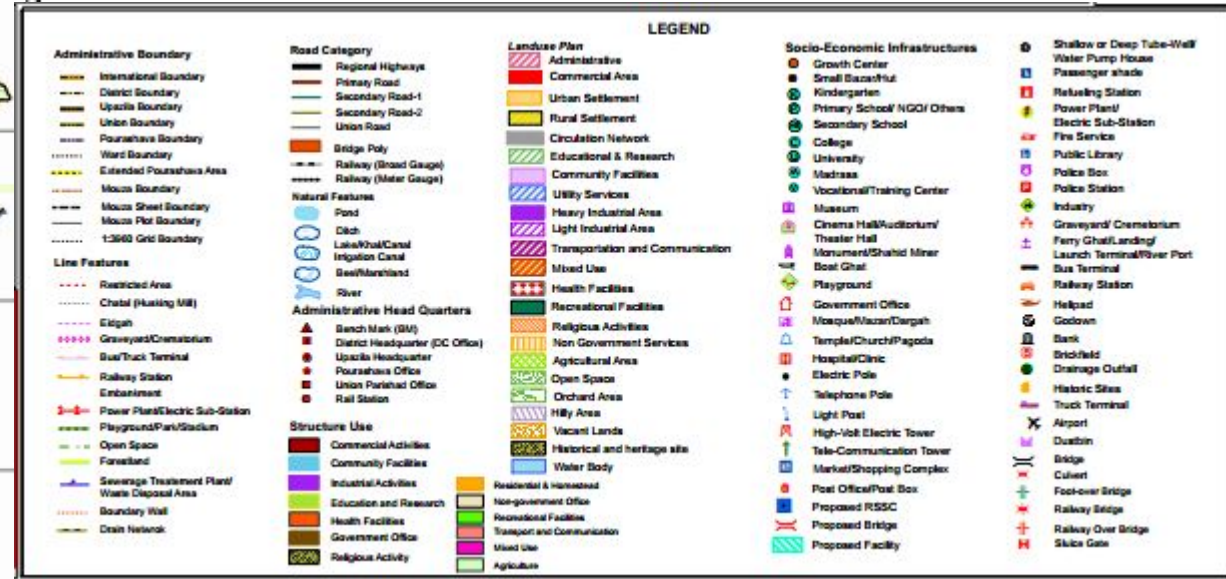 LEGEND
Administrative Boundary
International Boundary
District Boundary
Upazila Boundary
Union Boundary
Pourashava Boundary
Ward Boundary
Extended Pourashava Area
Mouza Boundary
Mouza Sheet Boundary
Mouza Plot Boundary
1:3960 Grid Boundary
Line Features
Restricted Area
Chatal (Husking Mill)
Eidgah
Graveyard/Crematorium
Bus/Truck Terminal
Railway Station
Embankment
Power Plant/Electric Sub-Station
Playground/Park/Stadium
Open Space
Forestland
Sewerage Treatement Plant/
Waste Disposal Area
Boundary Wall
Drain Netwrok
Road Category
Regional Highways
Primary Road
Secondary Road-1
Secondary Road-2
Union Road
Bridge Poly
Railway (Broad Gauge)
Railway (Meter Gauge)
Natural Features
Pond
Ditch
Lake/Khal/Canal
Irrigation Canal
Beel/Marshland
River
Administrative Head Quarters
Bench Mark (BM)
District Headquarter (DC Office)
Upazila Headquarter
Pourashava Office
Union Parishad Office
Rail Station
Structure Use
Commercial Activities
Community Facilities
Industrial Activities
Education and Research
Health Facilities
Government Office
Religious Activity
Residential & Homestead
Non-government Office
Recreational Facilities
Transport and Communication
Mixed Use
Agriculture
Landuse Plan
Administrative
Commercial Area
Urban Settlement
Rural Settlement
Circulation Network
Educational & Research
Community Facilities
Utility Services
Heavy Industrial Area
Light Industrial Area
Transportation and Communication
Mixed Use
Health Facilities
Recreational Facilities
Religious Activities
Non Government Services
Agricultural Area
Open Space
Orchard Area
Hilly Area
Vacant Lands
Historical and heritage site
Water Body
Socio-Economic Infrastructures
Growth Center
Small Bazar/Hut
Kindergarten
Primary School/ NGO/ Others
Secondary School
College
University
Madrasa
Vocational/Training Center
Museum
Cinema Hall/Auditorium/
Theater Hall
Monument/Shahid Miner
Boat Ghat
Playground
Government Office
Mosque/Mazar/Dargah
Temple/Church/Pagoda
Hospital/Clinic
Electric Pole
Telephone Pole
Light Post
High-Volt Electric Tower
Tele-Communication Tower
Market/Shopping Complex
Post Office/Post Box
Proposed RSSC
Proposed Bridge
Proposed Facility
Shallow or Deep Tube-Well/
Water Pump House
Passenger shade
Refueling Station
Power Plant/
Electric Sub-Station
Fire Service
Public Library
Police Box
Police Station
Industry
Graveyard/ Cremetorium
Ferry Ghat/Landing/
Launch Terminal/River Port
Bus Terminal
Railway Station
Helipad
Godown
Bank
Brickfield
Drainage Outfall
Historic Sites
Truck Terminal
Airport
Dustbin
Bridge
Culvert
Foot-over Bridge
Railway Bridge
Railway Over Bridge
Sluice Gate